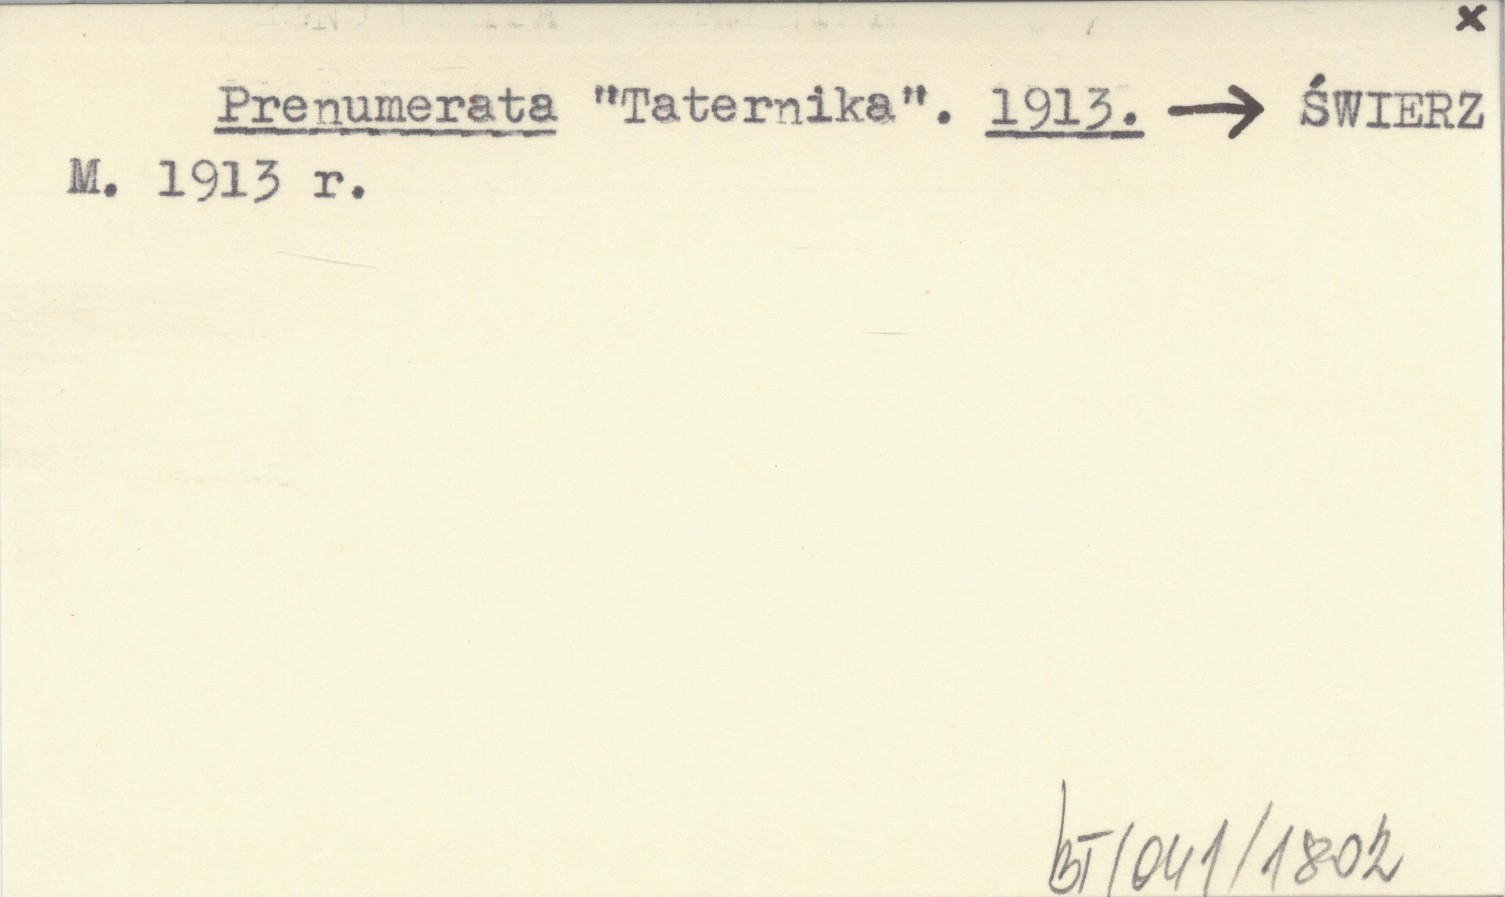 x
Prenumerata "Taternika". 1913. → ŚWIERZ
M. 1913 r.
BT/041/1802